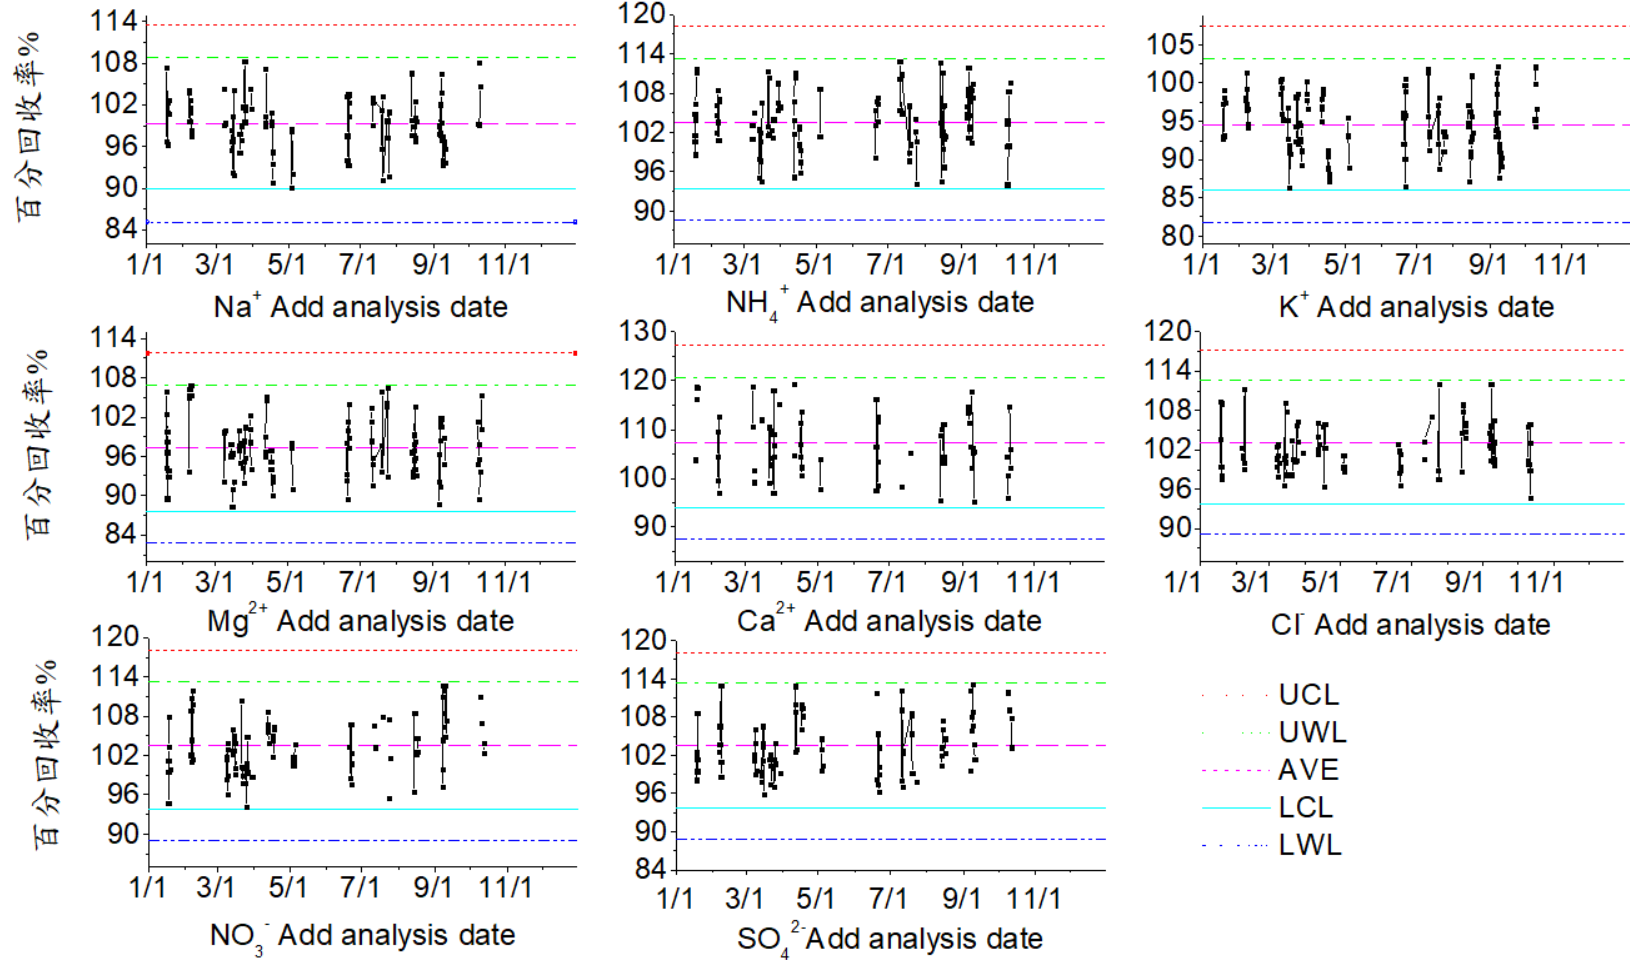 百分回收率%
114
108
102
96
90
84
1/1 3/1 5/1 7/1 9/1 11/1
Na⁺ Add analysis date
120
114
108
102
96
90
1/1 3/1 5/1 7/1 9/1 11/1
NH₄⁺ Add analysis date
105
100
95
90
85
80
1/1 3/1 5/1 7/1 9/1 11/1
K⁺ Add analysis date
百分回收率%
114
108
102
96
90
84
1/1 3/1 5/1 7/1 9/1 11/1
Mg²⁺ Add analysis date
130
120
110
100
90
1/1 3/1 5/1 7/1 9/1 11/1
Ca²⁺ Add analysis date
120
114
108
102
96
90
1/1 3/1 5/1 7/1 9/1 11/1
Cl⁻ Add analysis date
百分回收率%
120
114
108
102
96
90
1/1 3/1 5/1 7/1 9/1 11/1
NO₃⁻ Add analysis date
120
114
108
102
96
90
84
1/1 3/1 5/1 7/1 9/1 11/1
SO₄²⁻Add analysis date
UCL
UWL
AVE
LCL
LWL